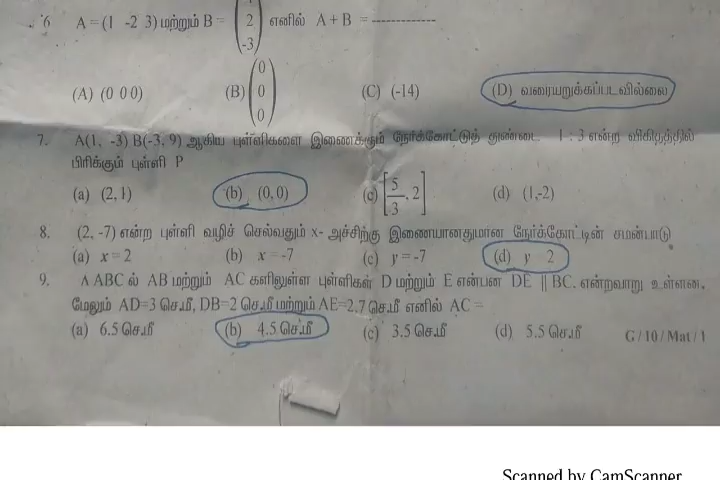 6 A = (1 -2 3) மற்றும் B = எனில் A + B =
2
-3
(A) (0 0 0) (B) (C) (-14) (D) வரையறுக்கப்படவில்லை
0
0
0
7. A(1, -3) B(-3, 9) ஆகிய புள்ளிகளை இணைக்கும் நேர்க்கோட்டுத் துண்டை 1 : 3 என்ற விகிதத்தில்
பிரிக்கும் புள்ளி P
(a) (2, 1) (b) (0, 0) (c) [5/3, 2] (d) (1,-2)
8. (2, -7) என்ற புள்ளி வழிச் செல்வதும் x- அச்சிற்கு இணையானதுமான நேர்க்கோட்டின் சமன்பாடு
(a) x = 2 (b) x = -7 (c) y = -7 (d) y 2
9. Δ ABC ல் AB மற்றும் AC களிலுள்ள புள்ளிகள் D மற்றும் E என்பன DE || BC. என்றவாறு உள்ளன.
மேலும் AD=3 செ.மீ, DB=2 செ.மீ மற்றும் AE=2.7 செ.மீ எனில் AC =
(a) 6.5 செ.மீ (b) 4.5 செ.மீ (c) 3.5 செ.மீ (d) 5.5 செ.மீ G/10/Mat/1
Scanned by CamScanner